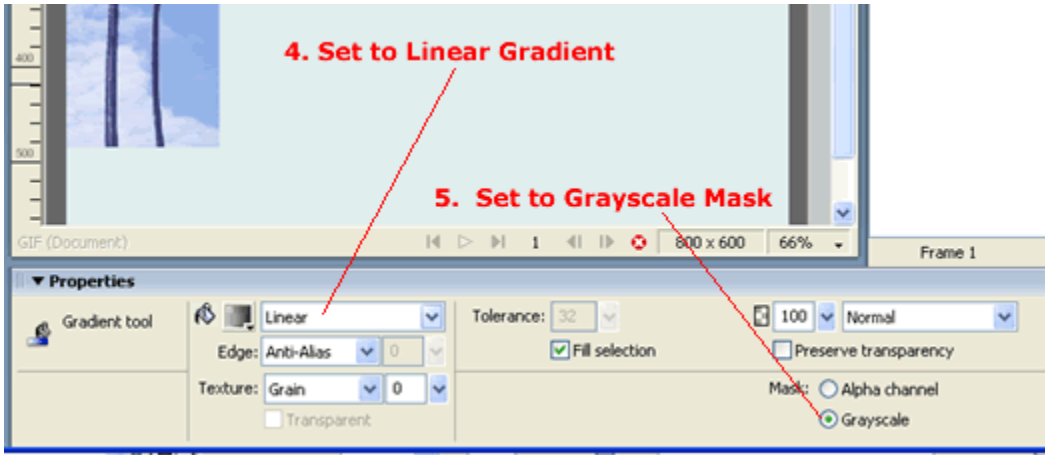 400
4. Set to Linear Gradient
500
5. Set to Grayscale Mask
GIF (Document) 1 800 x 600 66%
Frame 1
Properties
Gradient tool Linear Tolerance: 32 100 Normal
Edge: Anti-Alias 0 Fill selection Preserve transparency
Texture: Grain 0 Mask: Alpha channel
Transparent Grayscale